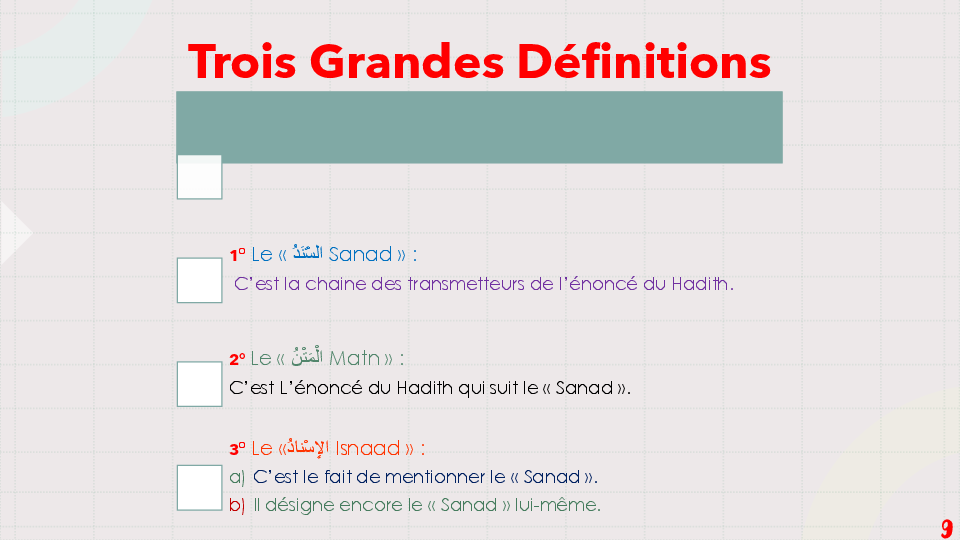 Trois Grandes Définitions
1° Le « السَّنَدُ Sanad » :
C’est la chaine des transmetteurs de l’énoncé du Hadith.
2° Le « الْمَتْنُ Matn » :
C’est L’énoncé du Hadith qui suit le « Sanad ».
3° Le «الإِسْنادُ Isnaad » :
a) C’est le fait de mentionner le « Sanad ».
b) Il désigne encore le « Sanad » lui-même.
9